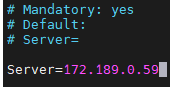 # Mandatory: yes
# Default:
# Server=
Server=172.189.0.59